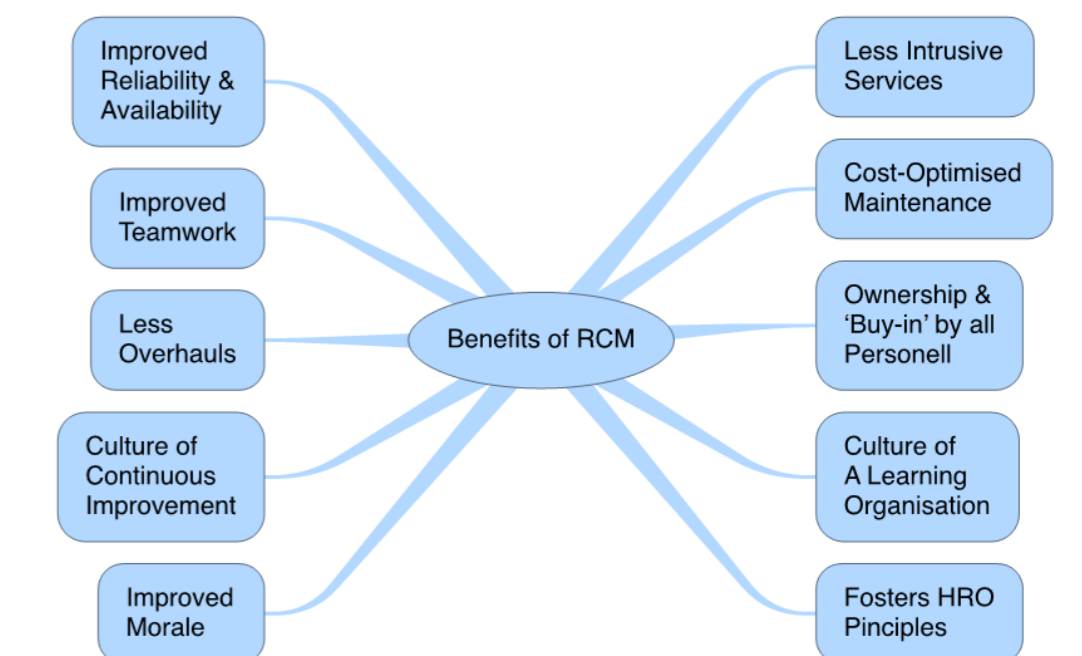 Improved
Reliability &
Availability
Improved
Teamwork
Less
Overhauls
Culture of
Continuous
Improvement
Improved
Morale
Benefits of RCM
Less Intrusive
Services
Cost-Optimised
Maintenance
Ownership &
‘Buy-in’ by all
Personell
Culture of
A Learning
Organisation
Fosters HRO
Pinciples